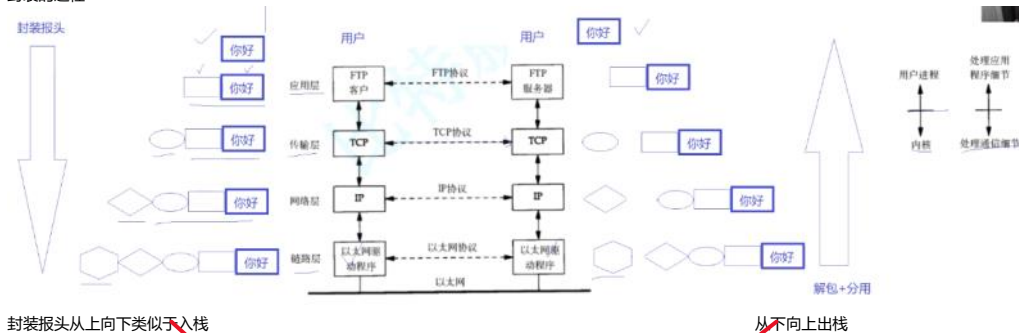 封装报头
你好
用户
用户
你好
你好
应用层
FTP
客户
FTP协议
FTP
服务器
你好
用户进程
处理应用
程序细节
内核
处理通信细节
你好
传输层
TCP
TCP协议
TCP
你好
你好
网络层
IP
IP协议
IP
你好
你好
链路层
以太网驱
动程序
以太网协议
以太网驱
动程序
你好
以太网
解包+分用
封装报头从上向下类似于入栈
从下向上出栈